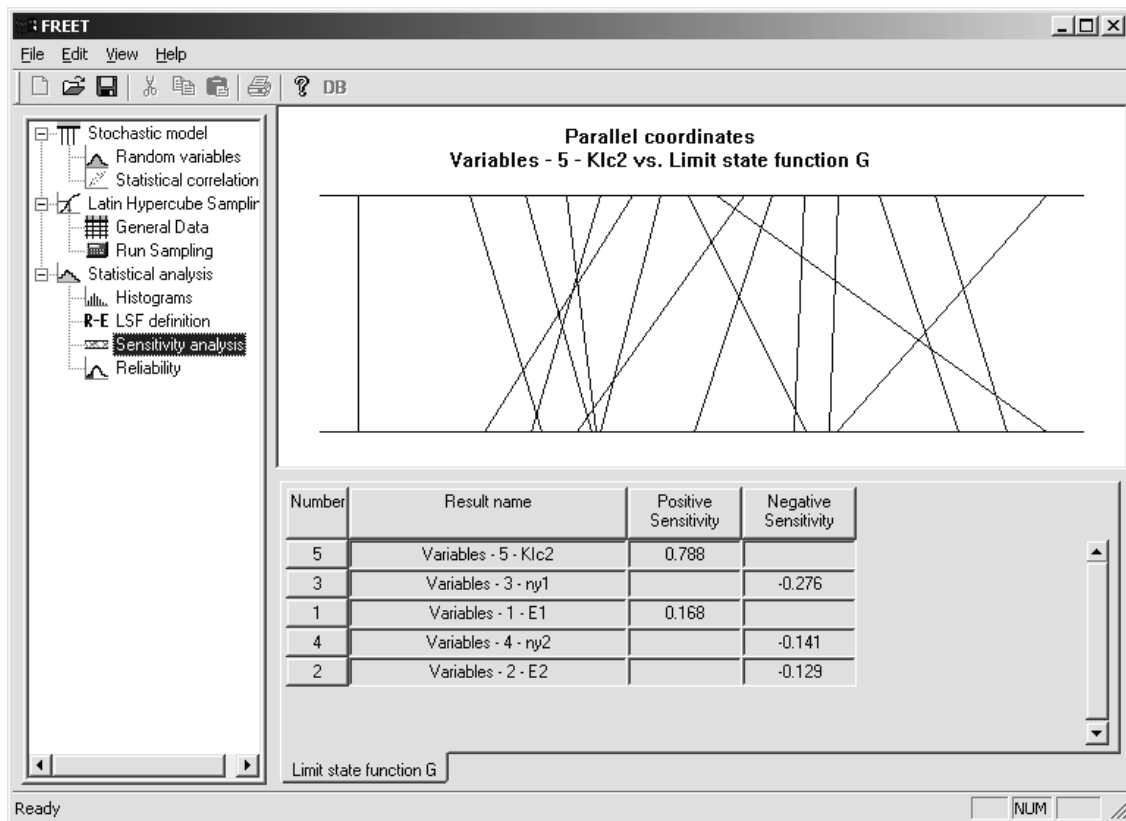 FREET
File Edit View Help
DB
Stochastic model
Random variables
Statistical correlation
Latin Hypercube Samplin
General Data
Run Sampling
Statistical analysis
Histograms
R-E LSF definition
Sensitivity analysis
Reliability
Parallel coordinates
Variables - 5 - KIc2 vs. Limit state function G
Number Result name Positive Sensitivity Negative Sensitivity
5 Variables - 5 - KIc2 0.788
3 Variables - 3 - ny1 -0.276
1 Variables - 1 - E1 0.168
4 Variables - 4 - ny2 -0.141
2 Variables - 2 - E2 -0.129
Limit state function G
Ready NUM